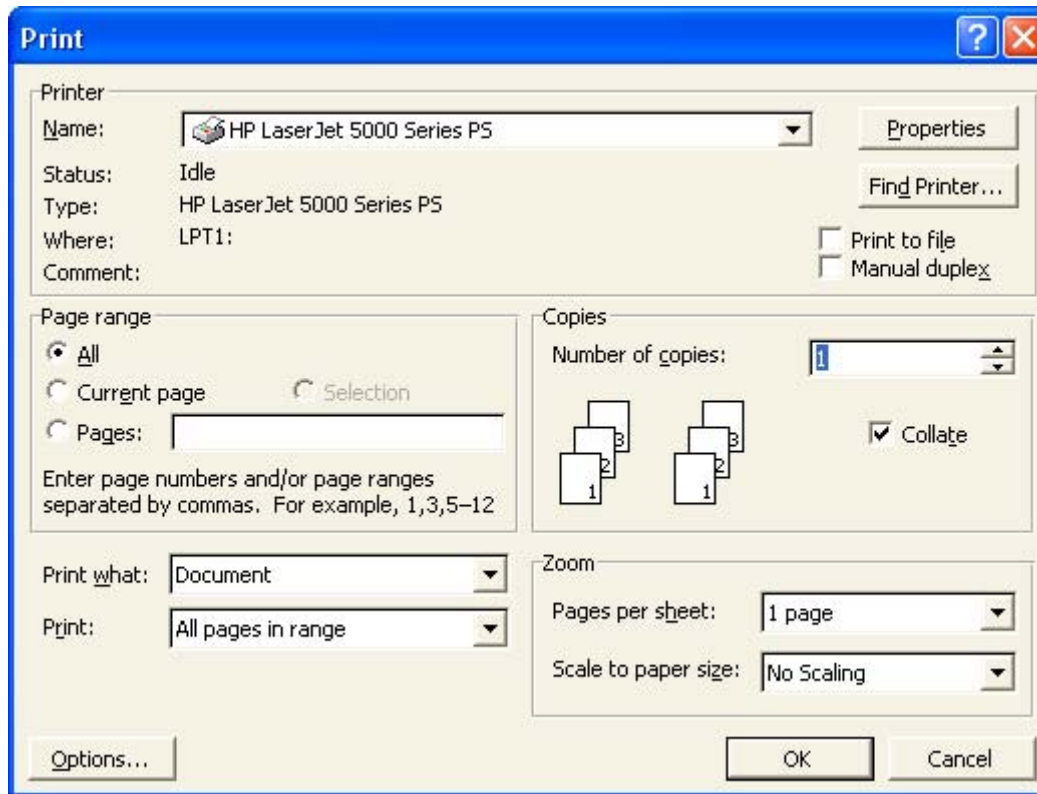 Print
Printer
Name:
HP LaserJet 5000 Series PS
Properties
Status:
Idle
Find Printer...
Type:
HP LaserJet 5000 Series PS
Where:
LPT1:
Print to file
Comment:
Manual duplex
Page range
All
Current page
Selection
Pages:
Enter page numbers and/or page ranges
separated by commas. For example, 1,3,5–12
Copies
Number of copies:
1
3
2
1
3
2
1
Collate
Print what:
Document
Print:
All pages in range
Zoom
Pages per sheet:
1 page
Scale to paper size:
No Scaling
Options...
OK
Cancel